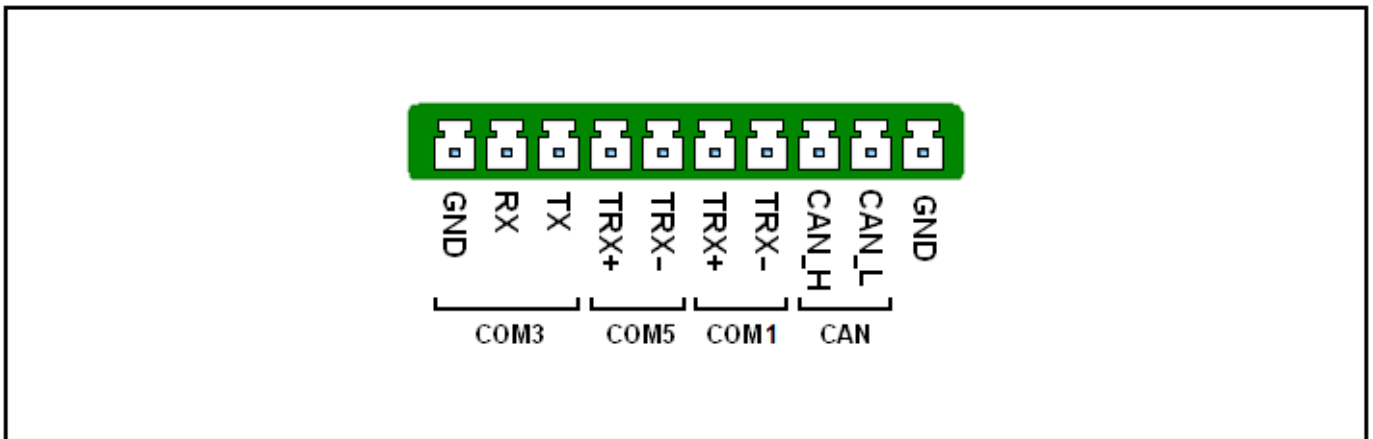 GND RX TX TRX+ TRX- TRX+ TRX- CAN_H CAN_L GND
COM3 COM5 COM1 CAN